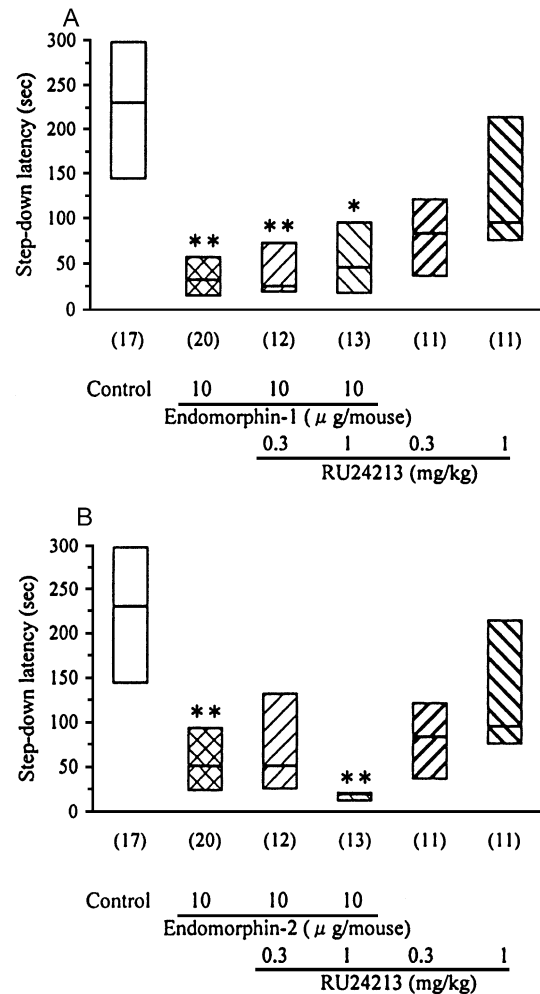 A
Step-down latency (sec)
300
250
200
150
100
50
0
** ** *
(17) (20) (12) (13) (11) (11)
Control 10 10 10
Endomorphin-1 ( μ g/mouse)
0.3 1 0.3 1
RU24213 (mg/kg)
B
Step-down latency (sec)
300
250
200
150
100
50
0
** **
(17) (20) (12) (13) (11) (11)
Control 10 10 10
Endomorphin-2 ( μ g/mouse)
0.3 1 0.3 1
RU24213 (mg/kg)